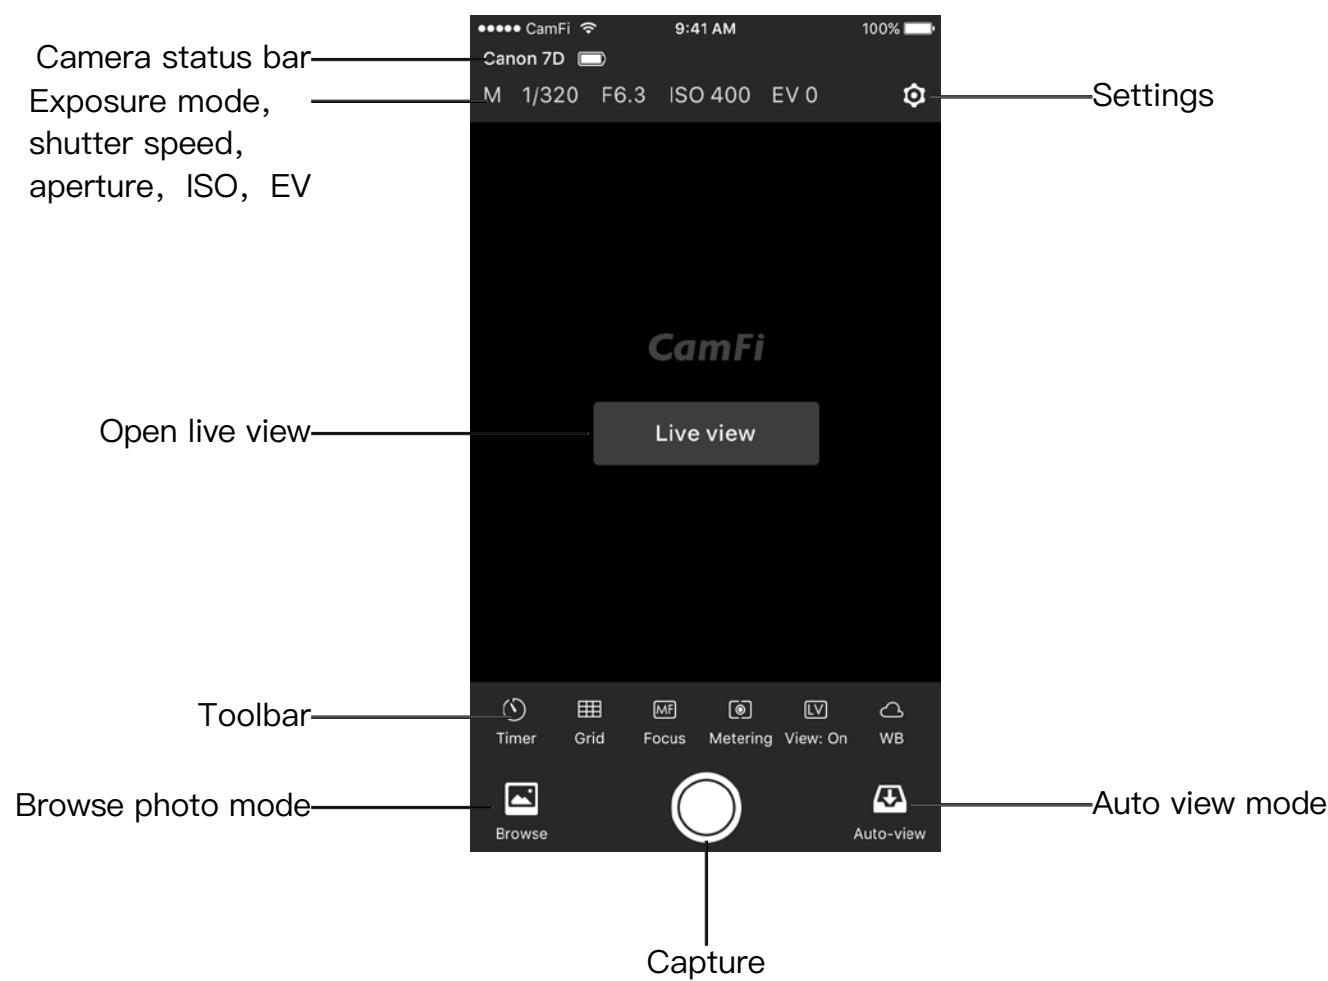 CamFi 9:41 AM 100%
Camera status bar
Canon 7D
Exposure mode,
shutter speed,
aperture, ISO, EV
M 1/320 F6.3 ISO 400 EV 0
Settings
CamFi
Open live view
Live view
Toolbar
MF LV
Timer Grid Focus Metering View: On WB
Browse photo mode
Auto view mode
Browse Auto-view
Capture